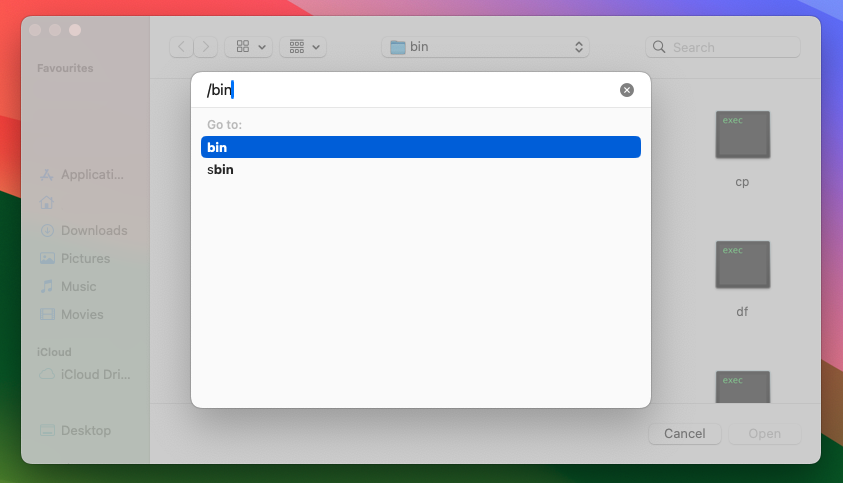 Favourites
Applicati...
Downloads
Pictures
Music
Movies
iCloud
iCloud Dri...
Desktop
bin
Search
/bin
Go to:
bin
sbin
exec
cp
exec
df
exec
Cancel
Open